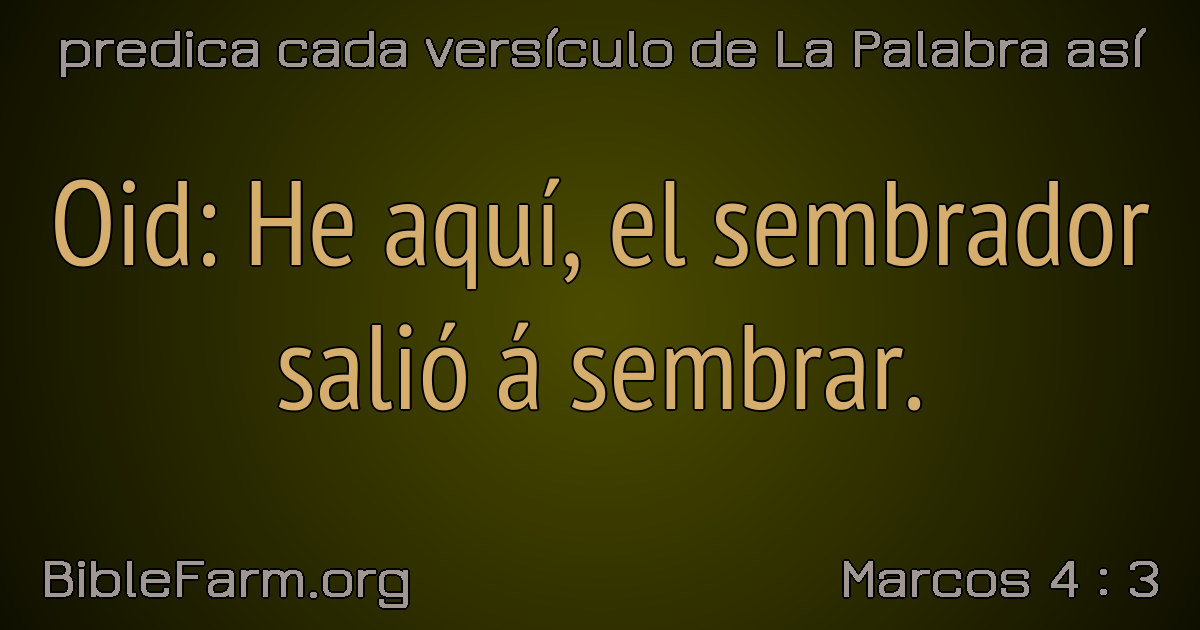 predica cada versículo de La Palabra así
Oid: He aquí, el sembrador
salió á sembrar.
BibleFarm.org
Marcos 4 : 3